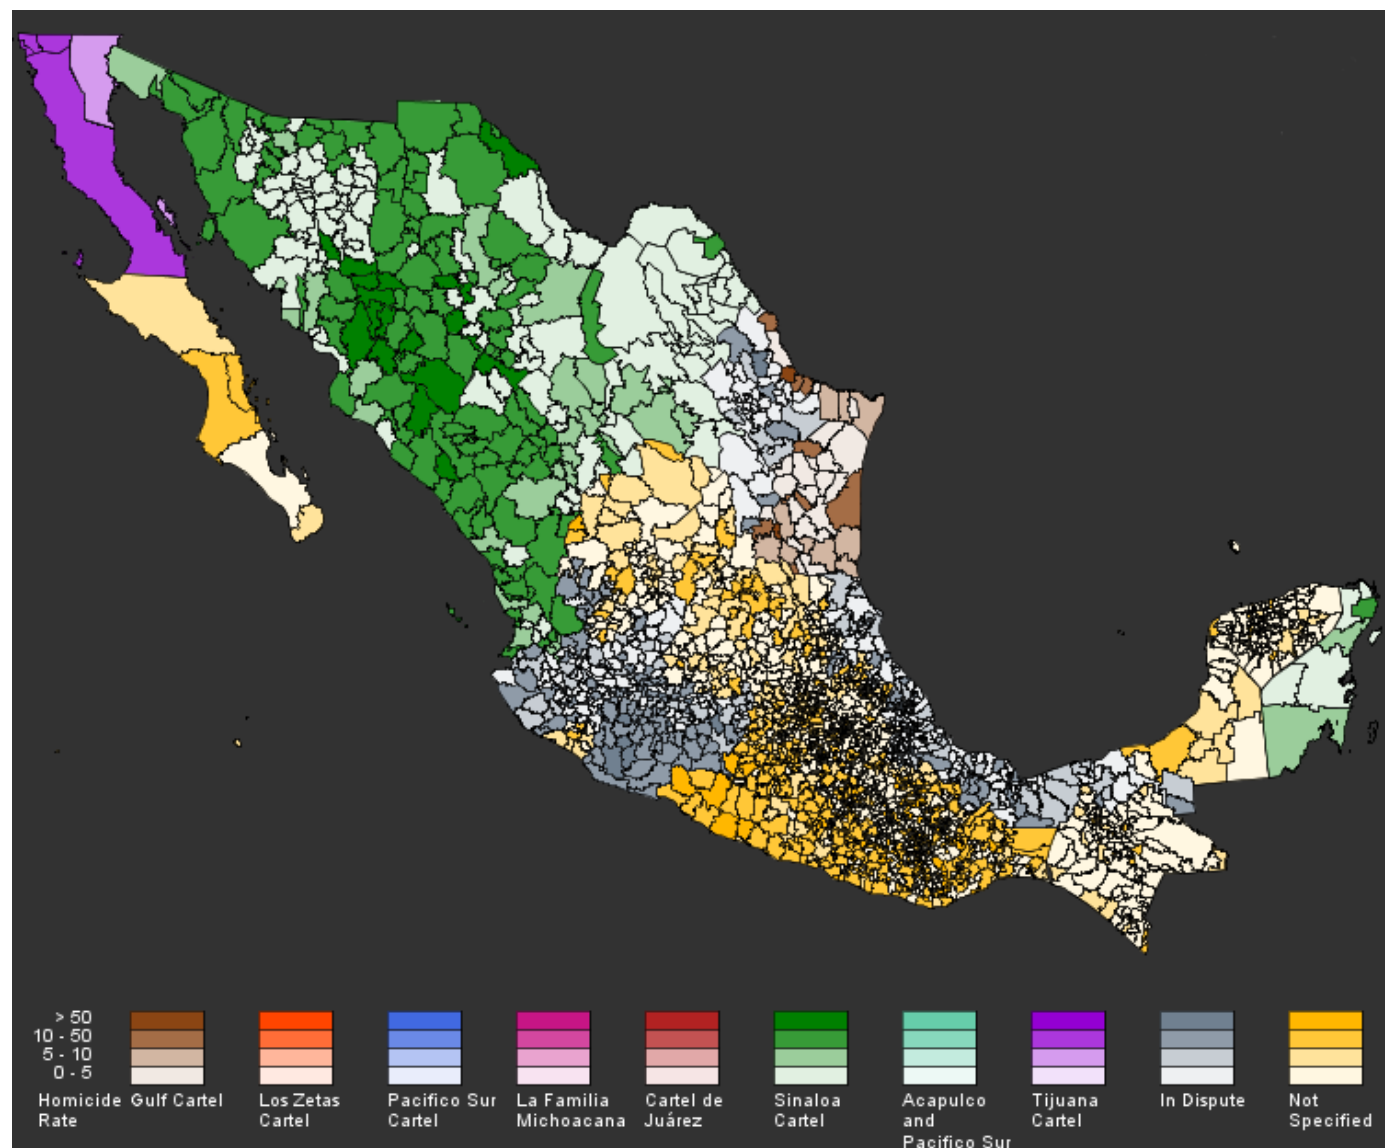 > 50
10 - 50
5 - 10
0 - 5
Homicide Rate
Gulf Cartel
Los Zetas Cartel
Pacifico Sur Cartel
La Familia Michoacana
Cartel de Juárez
Sinaloa Cartel
Acapulco and Pacifico Sur
Tijuana Cartel
In Dispute
Not Specified